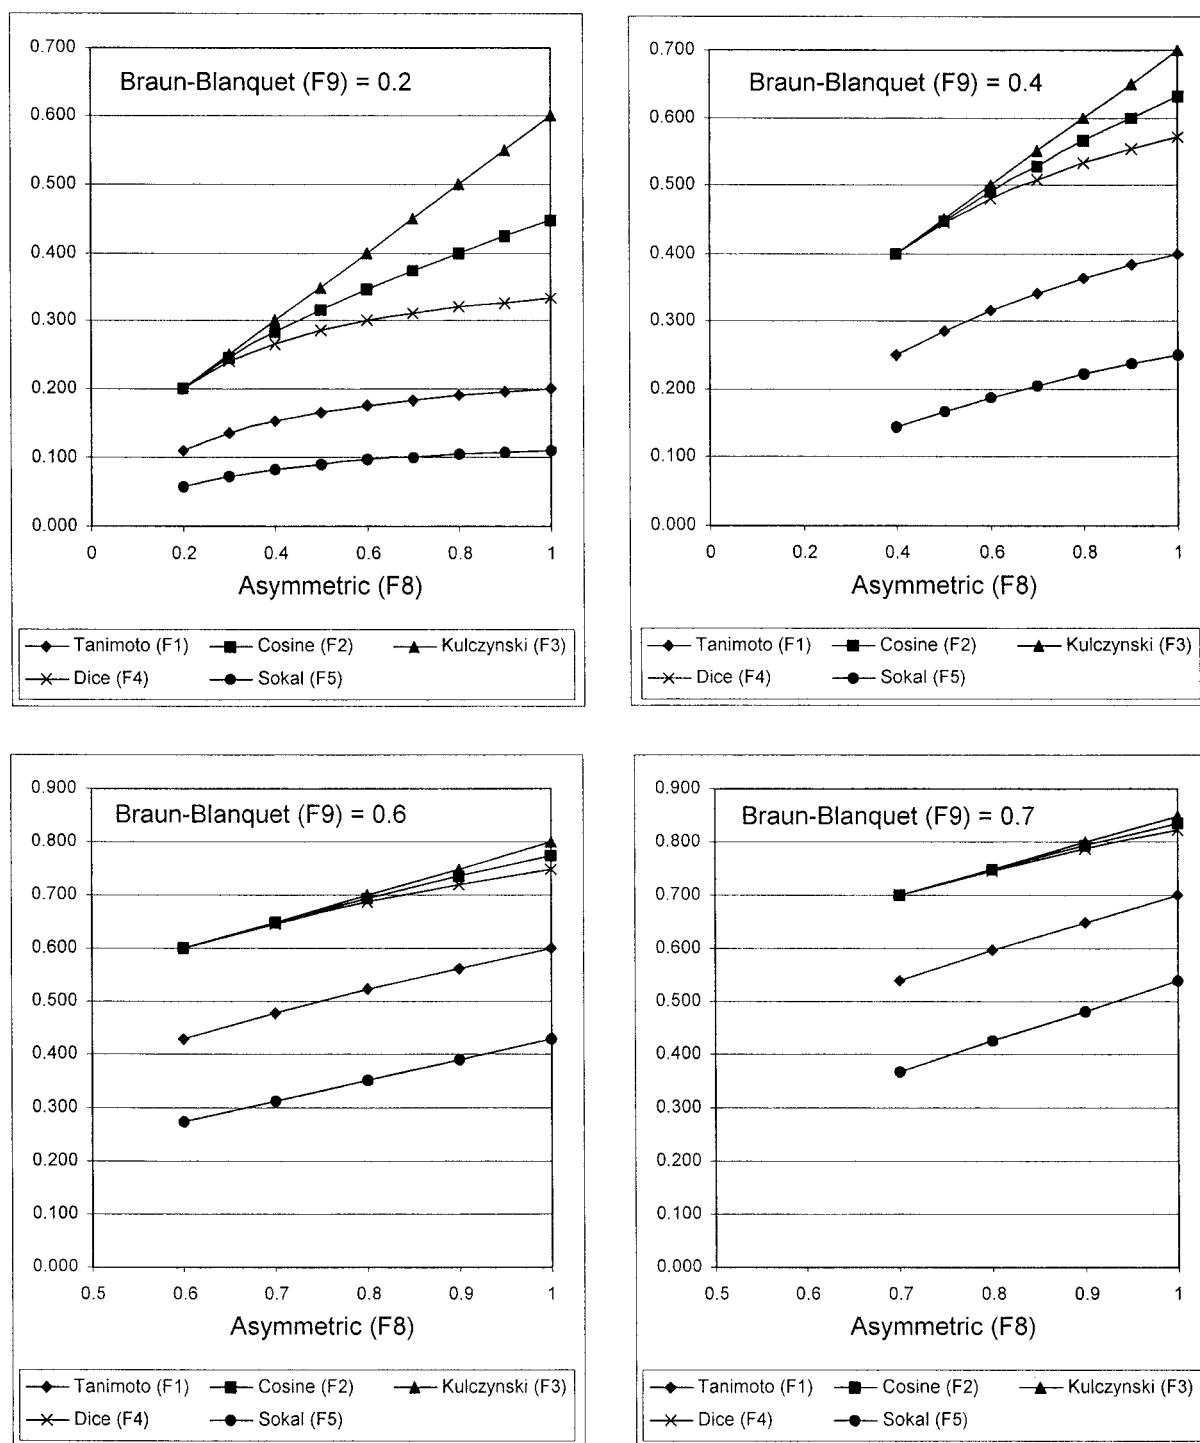 Braun-Blanquet (F9) = 0.2
0.700
0.600
0.500
0.400
0.300
0.200
0.100
0.000
0 0.2 0.4 0.6 0.8 1
Asymmetric (F8)
Tanimoto (F1) Cosine (F2) Kulczynski (F3)
Dice (F4) Sokal (F5)
Braun-Blanquet (F9) = 0.4
0.700
0.600
0.500
0.400
0.300
0.200
0.100
0.000
0 0.2 0.4 0.6 0.8 1
Asymmetric (F8)
Tanimoto (F1) Cosine (F2) Kulczynski (F3)
Dice (F4) Sokal (F5)
Braun-Blanquet (F9) = 0.6
0.900
0.800
0.700
0.600
0.500
0.400
0.300
0.200
0.100
0.000
0.5 0.6 0.7 0.8 0.9 1
Asymmetric (F8)
Tanimoto (F1) Cosine (F2) Kulczynski (F3)
Dice (F4) Sokal (F5)
Braun-Blanquet (F9) = 0.7
0.900
0.800
0.700
0.600
0.500
0.400
0.300
0.200
0.100
0.000
0.5 0.6 0.7 0.8 0.9 1
Asymmetric (F8)
Tanimoto (F1) Cosine (F2) Kulczynski (F3)
Dice (F4) Sokal (F5)